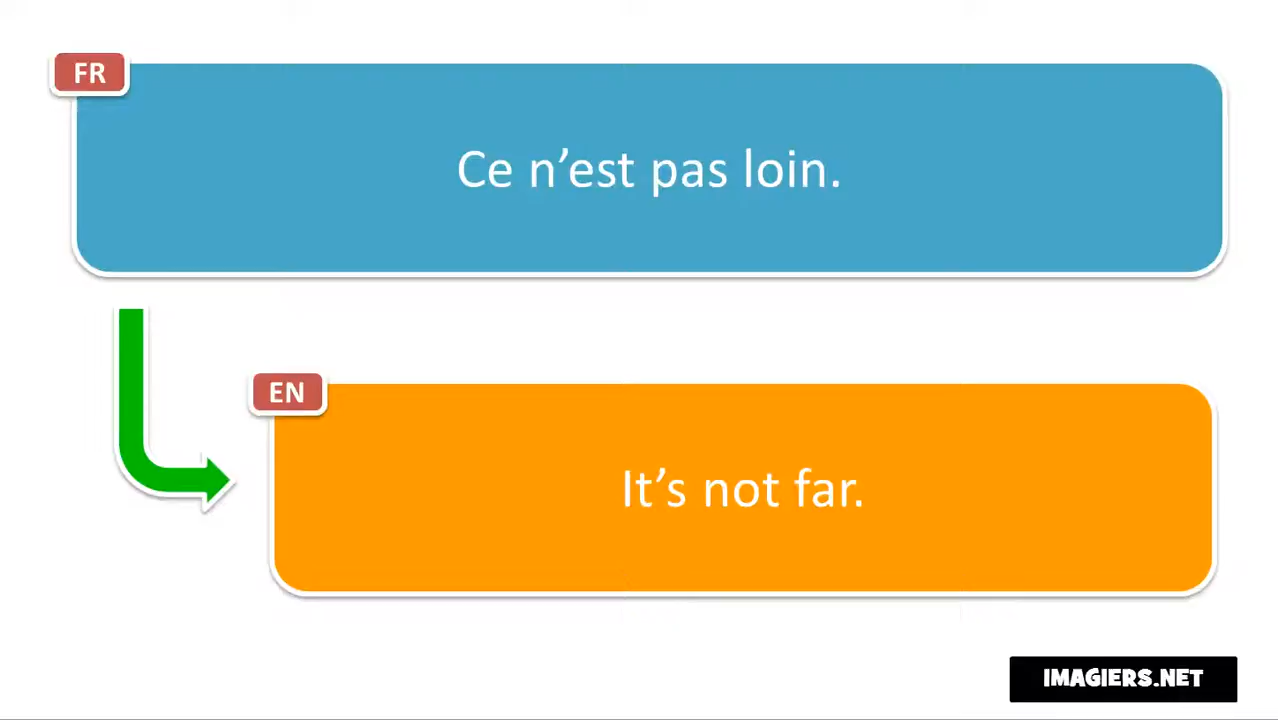 FR
Ce n’est pas loin.
EN
It’s not far.
IMAGIERS.NET